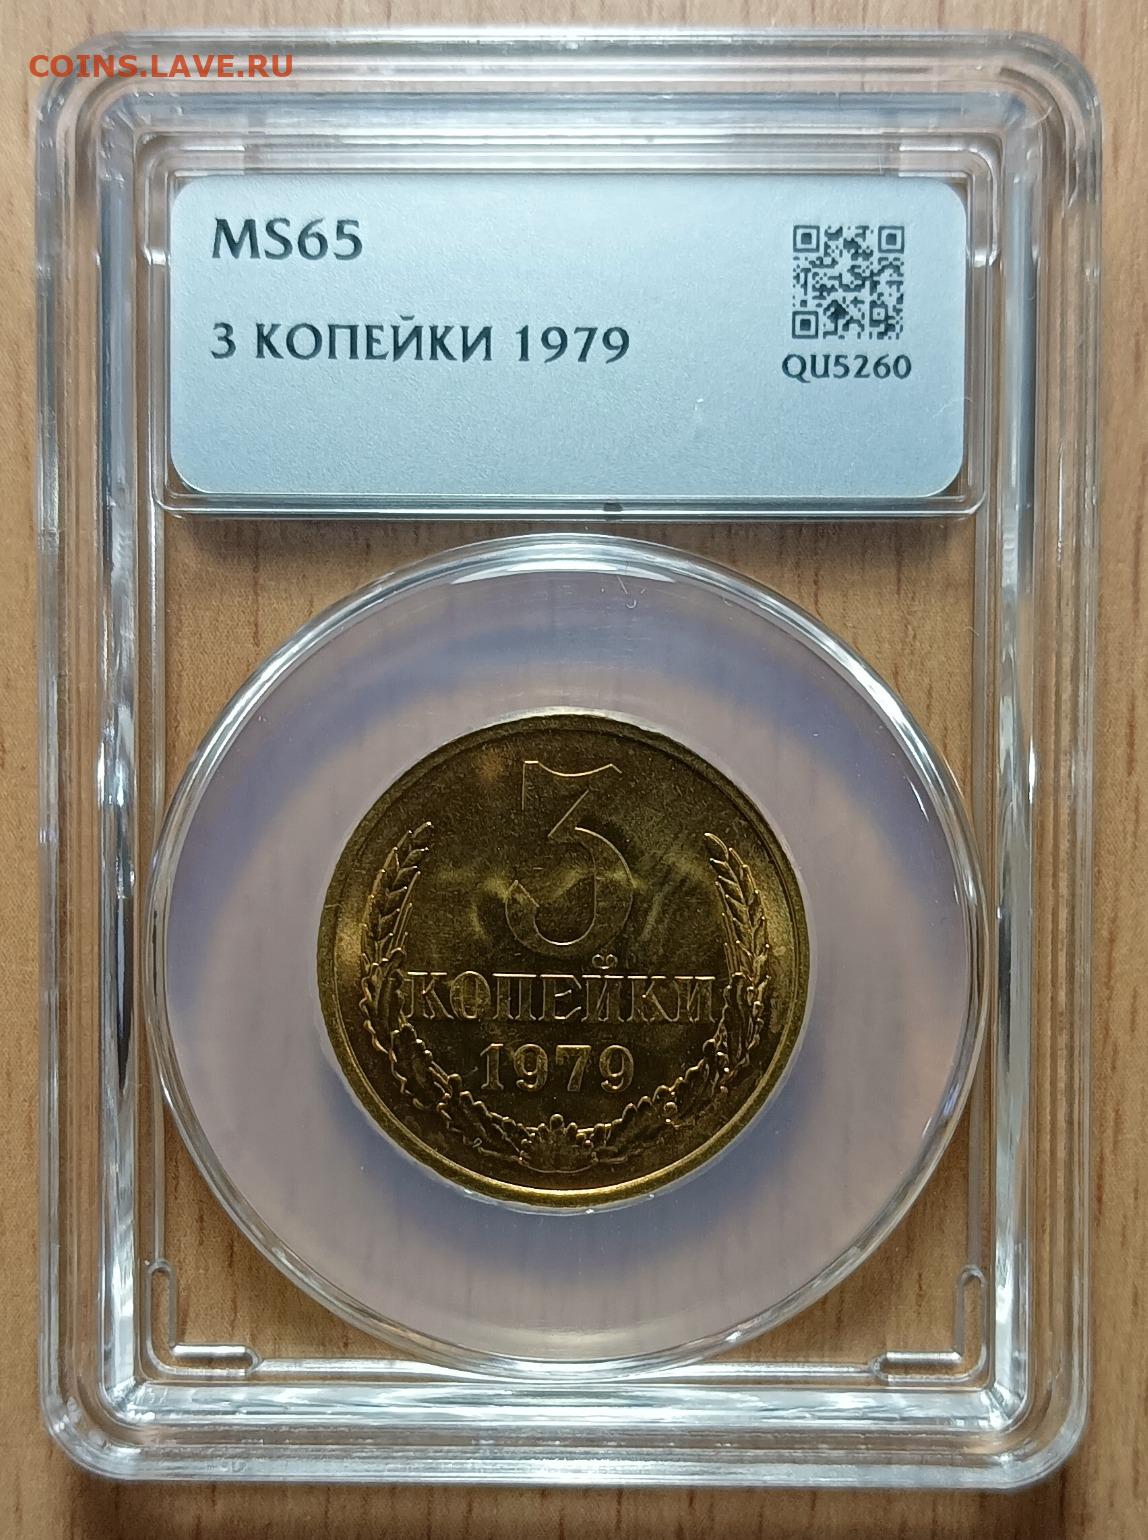 COINS.LAVE.RU
MS65
3 КОПЕЙКИ 1979
QU5260
3
КОПЕЙКИ
1979